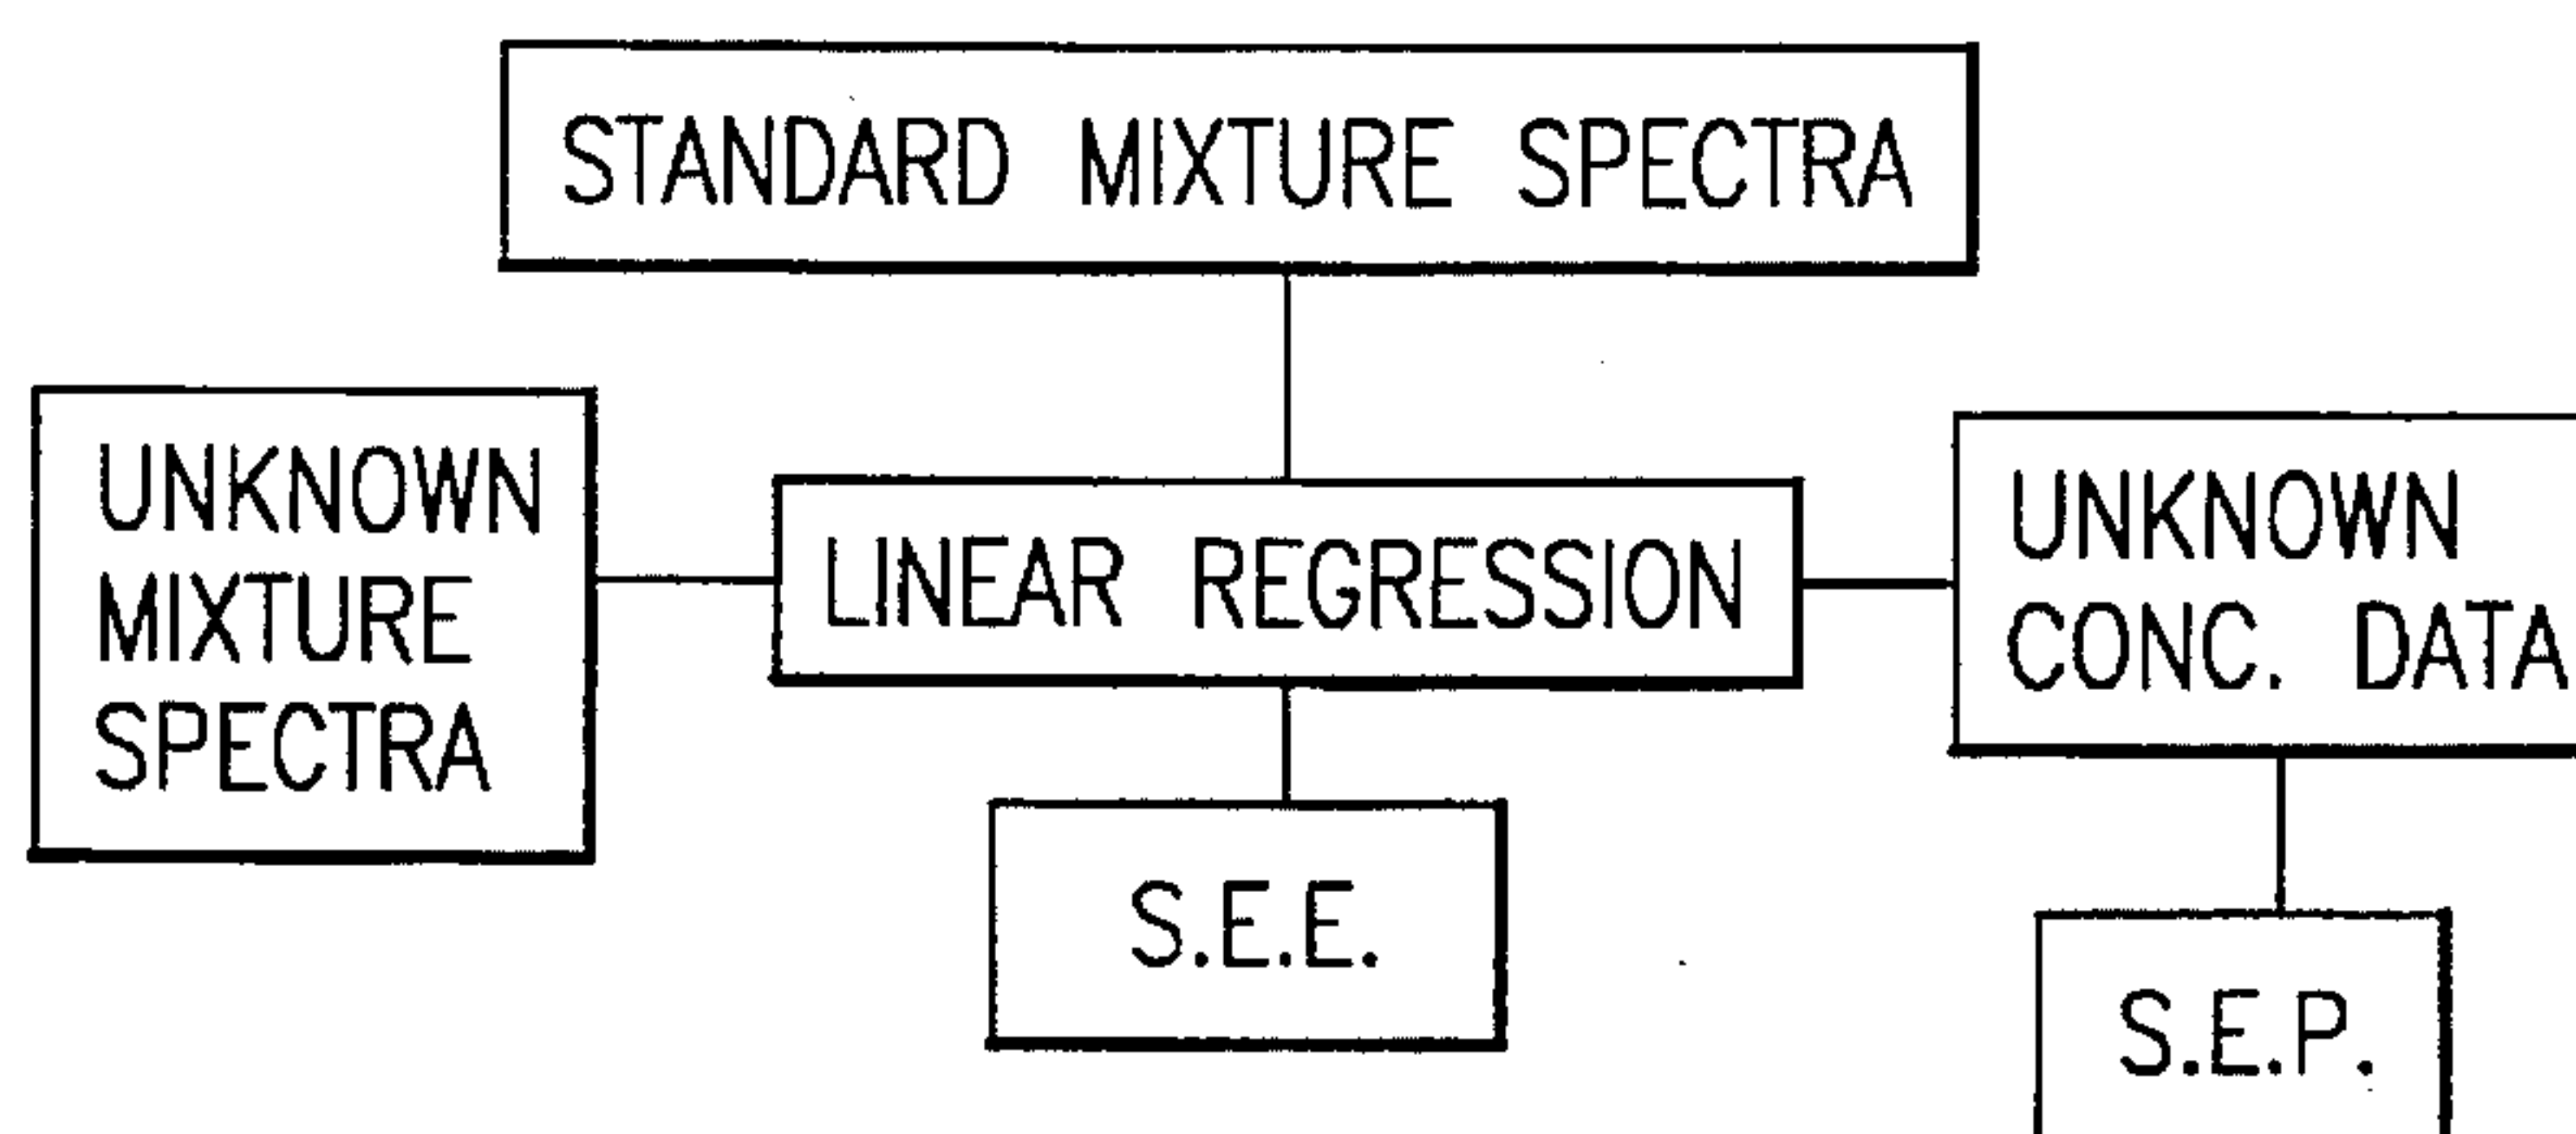 STANDARD MIXTURE SPECTRA
UNKNOWN
MIXTURE
SPECTRA
LINEAR REGRESSION
UNKNOWN
CONC. DATA
S.E.E.
S.E.P.